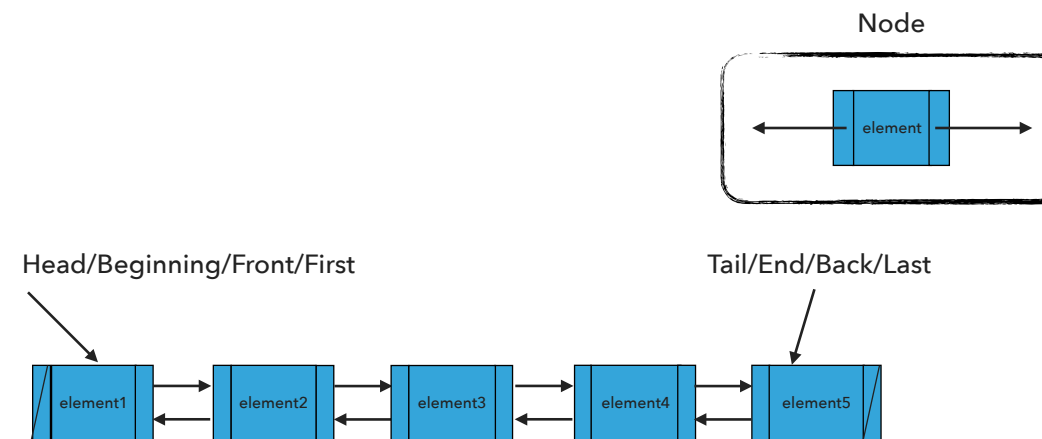 Node
element
Head/Beginning/Front/First
Tail/End/Back/Last
element1
element2
element3
element4
element5